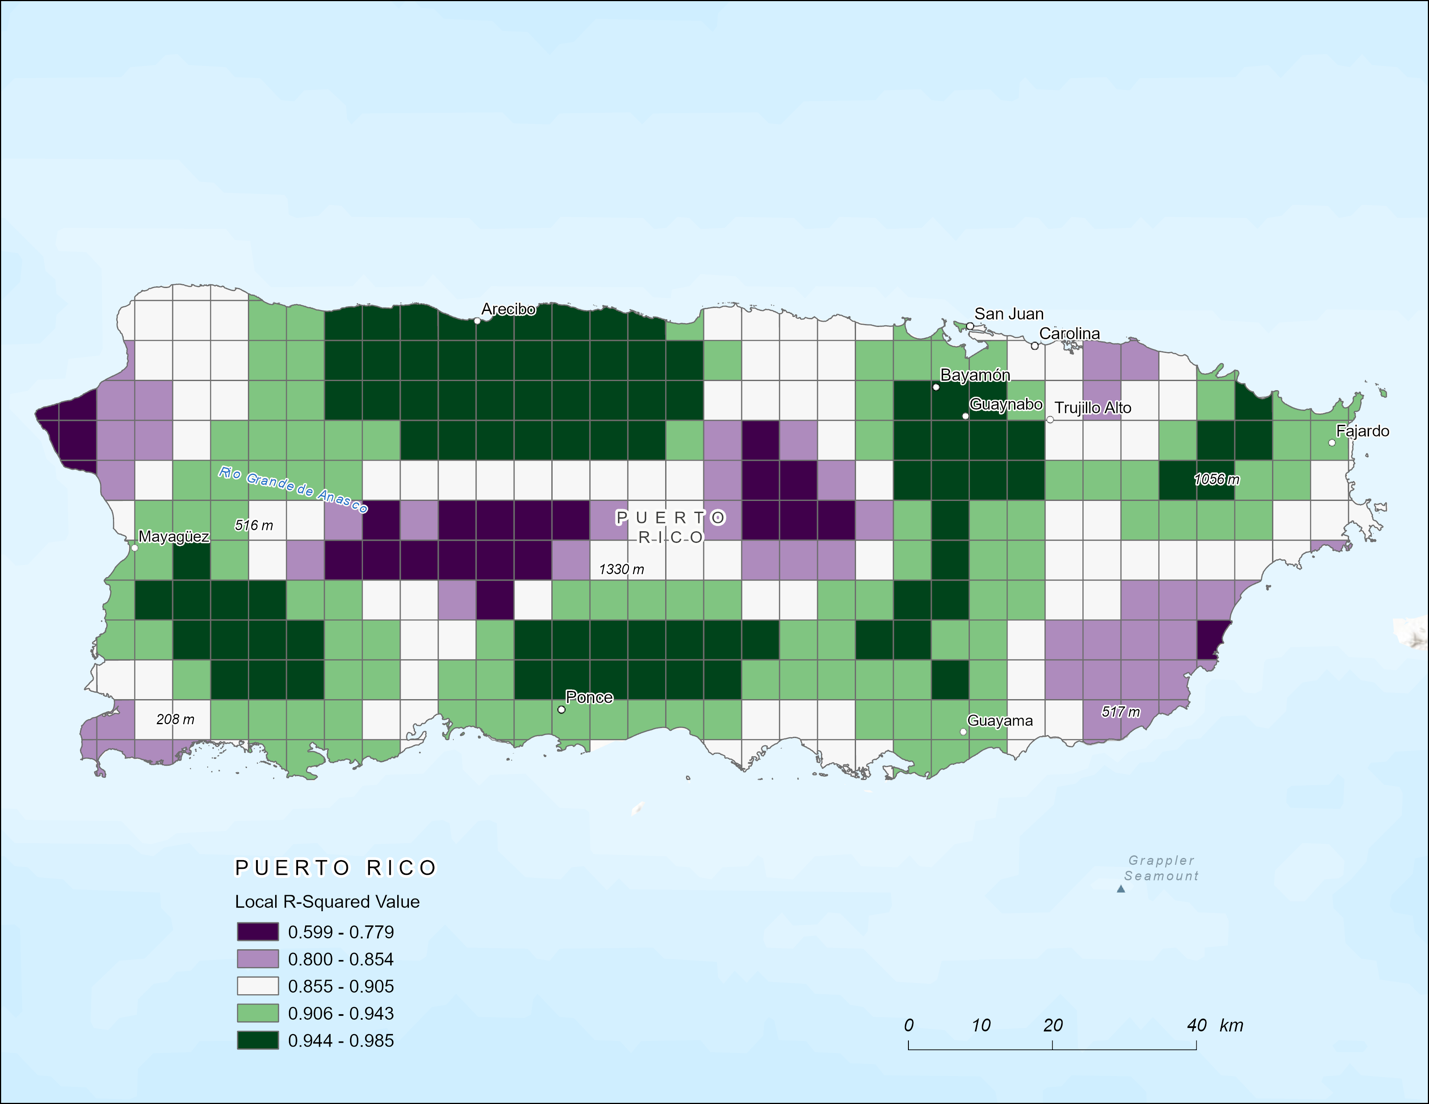 Arecibo
San Juan
Carolina
Bayamón
Guaynabo
Trujillo Alto
Fajardo
Rio Grande de Anasco
1056 m
516 m
PUERTO
RICO
Mayagüez
1330 m
Ponce
208 m
517 m
Guayama
PUERTO RICO
Local R-Squared Value
0.599 - 0.779
0.800 - 0.854
0.855 - 0.905
0.906 - 0.943
0.944 - 0.985
Grappler
Seamount
0 10 20 40 km